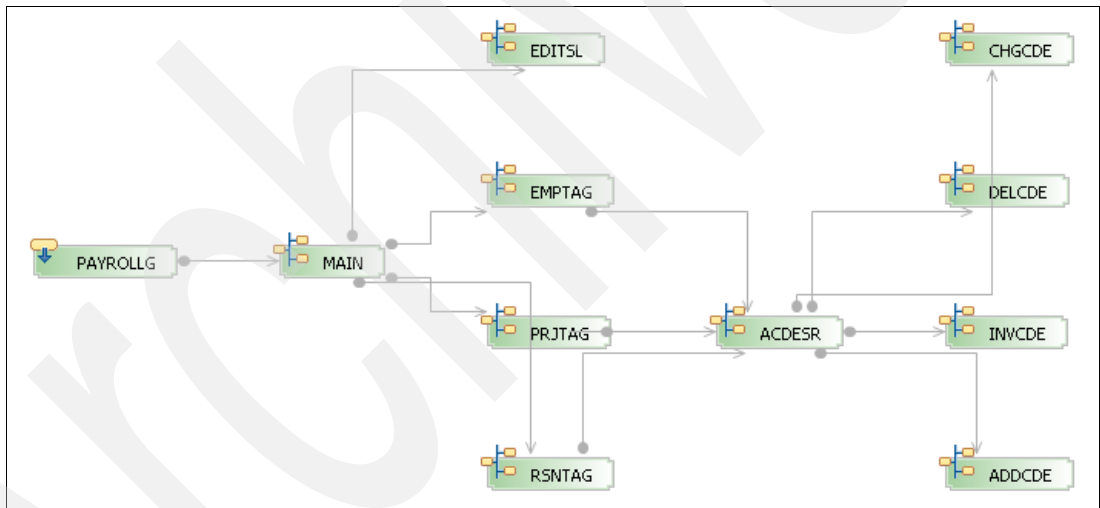 EDITSL
CHGCDE
EMPTAG
DELCDE
PAYROLLG
MAIN
PRJTAG
ACDESR
INVCDE
RSNTAG
ADDCDE